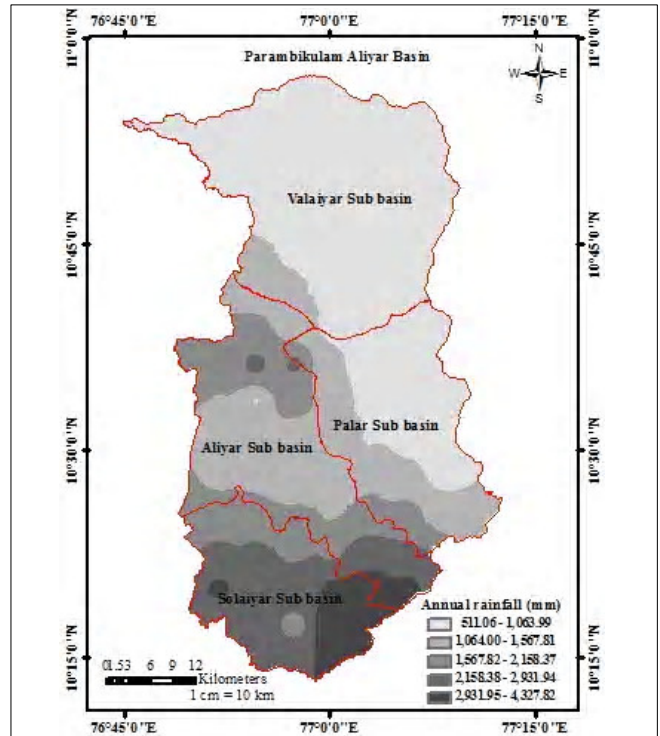 76°45'0"E 77°0'0"E 77°15'0"E
Parambikulam Aliyar Basin
N
W E
S
11°0'0"N 11°0'0"N
Valaiyar Sub basin
10°45'0"N 10°45'0"N
Palar Sub basin
Aliyar Sub basin
10°30'0"N 10°30'0"N
Solaiyar Sub basin
Annual rainfall (mm)
511.06 - 1,063.99
1,064.00 - 1,567.81
1,567.82 - 2,158.37
2,158.38 - 2,931.94
2,931.95 - 4,327.82
01.53 6 9 12
Kilometers
1 cm = 10 km
10°15'0"N 10°15'0"N
76°45'0"E 77°0'0"E 77°15'0"E